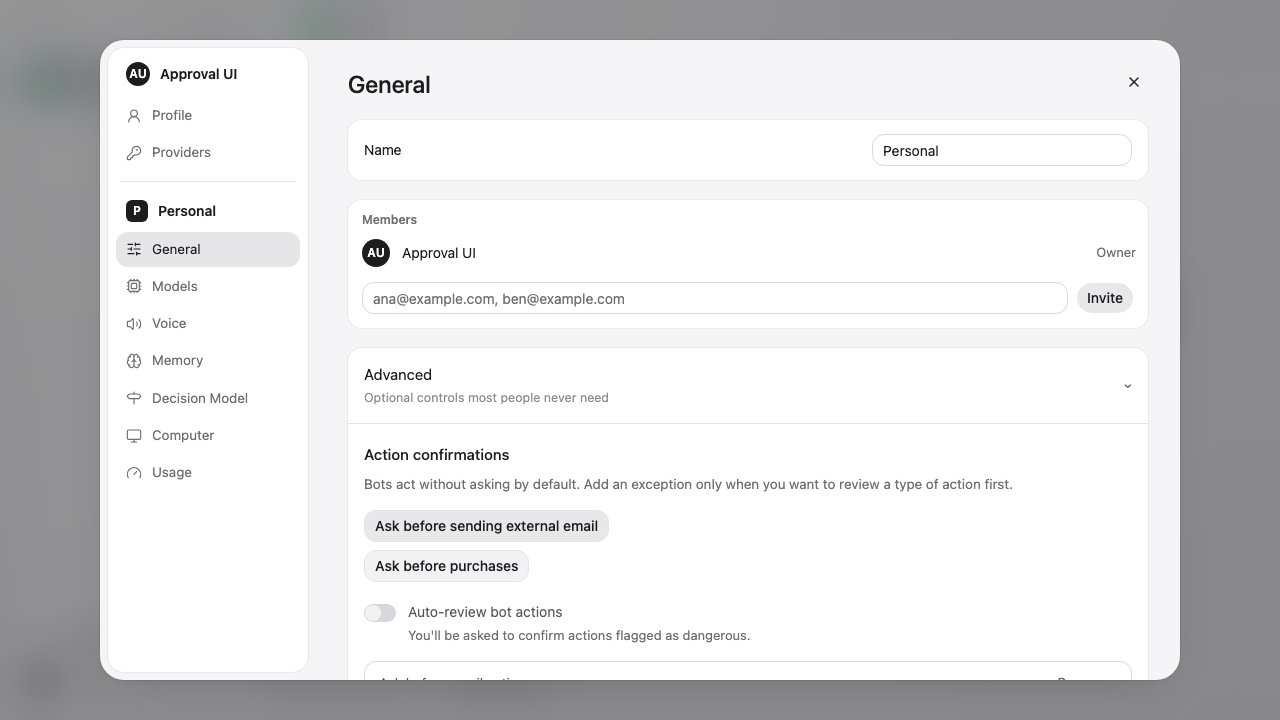 AU Approval UI
Profile
Providers
P Personal
General
Models
Voice
Memory
Decision Model
Computer
Usage
General
Name
Personal
Members
AU Approval UI
Owner
ana@example.com, ben@example.com
Invite
Advanced
Optional controls most people never need
Action confirmations
Bots act without asking by default. Add an exception only when you want to review a type of action first.
Ask before sending external email
Ask before purchases
Auto-review bot actions
You'll be asked to confirm actions flagged as dangerous.